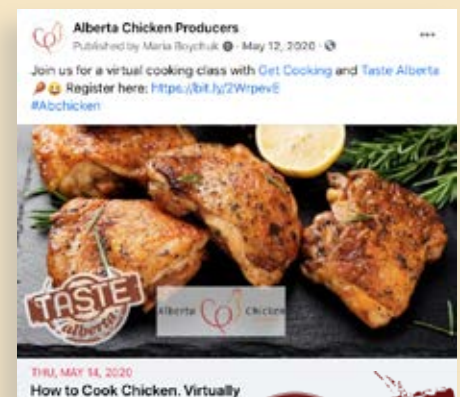 Alberta Chicken Producers
Published by Maria Boychuk · May 12, 2020 ·
Join us for a virtual cooking class with Get Cooking and Taste Alberta
Register here: https://bit.ly/2WrpevE
#Abchicken
TASTE
alberta
Alberta Chicken
THU, MAY 14, 2020
How to Cook Chicken. Virtually